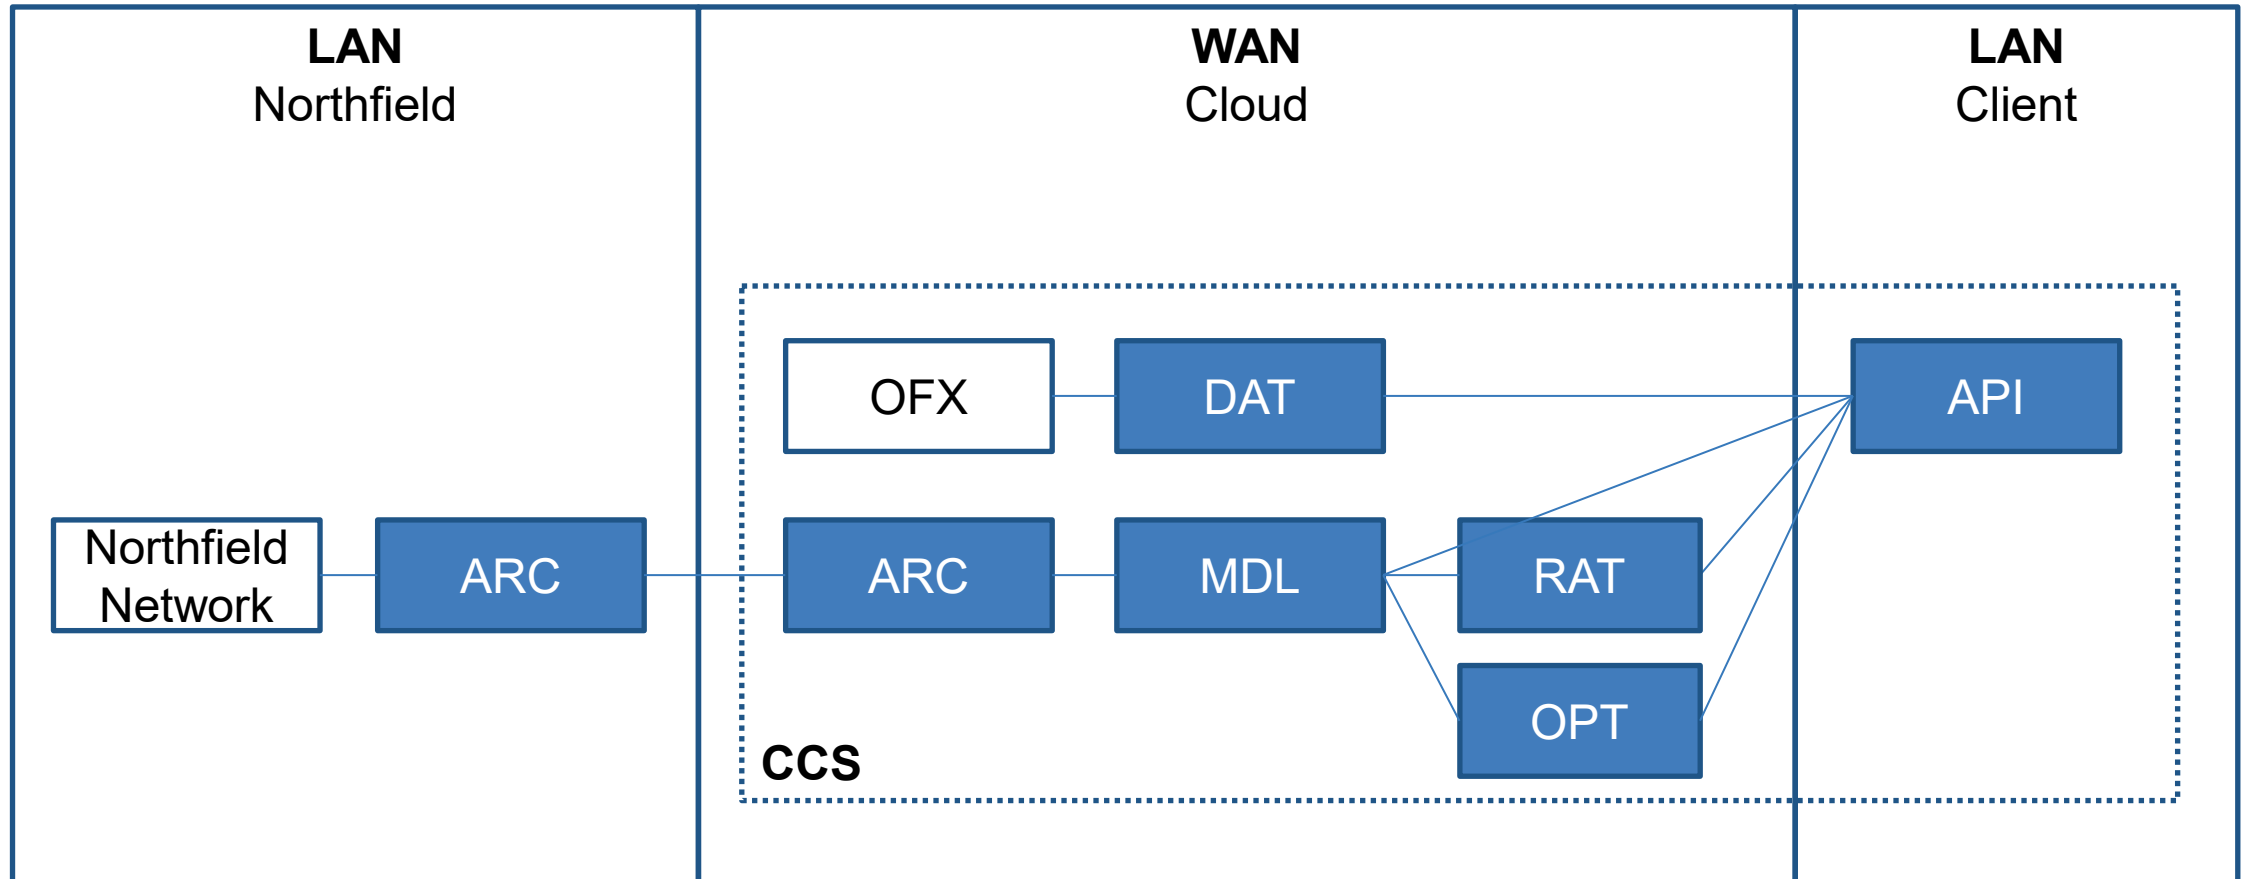 LAN
Northfield
WAN
Cloud
LAN
Client
OFX
DAT
API
Northfield
Network
ARC
ARC
MDL
RAT
OPT
CCS